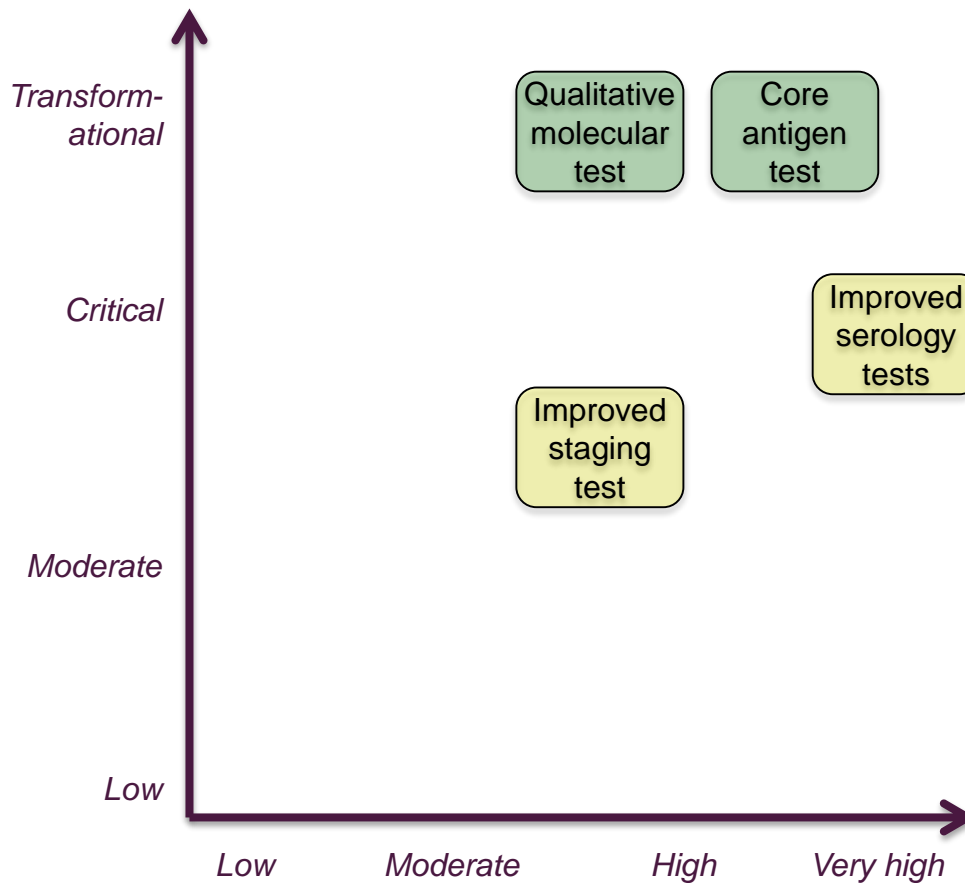 Transform-
ational
Qualitative
molecular
test
Core
antigen
test
Critical
Improved
serology
tests
Improved
staging
test
Moderate
Low
Low
Moderate
High
Very high